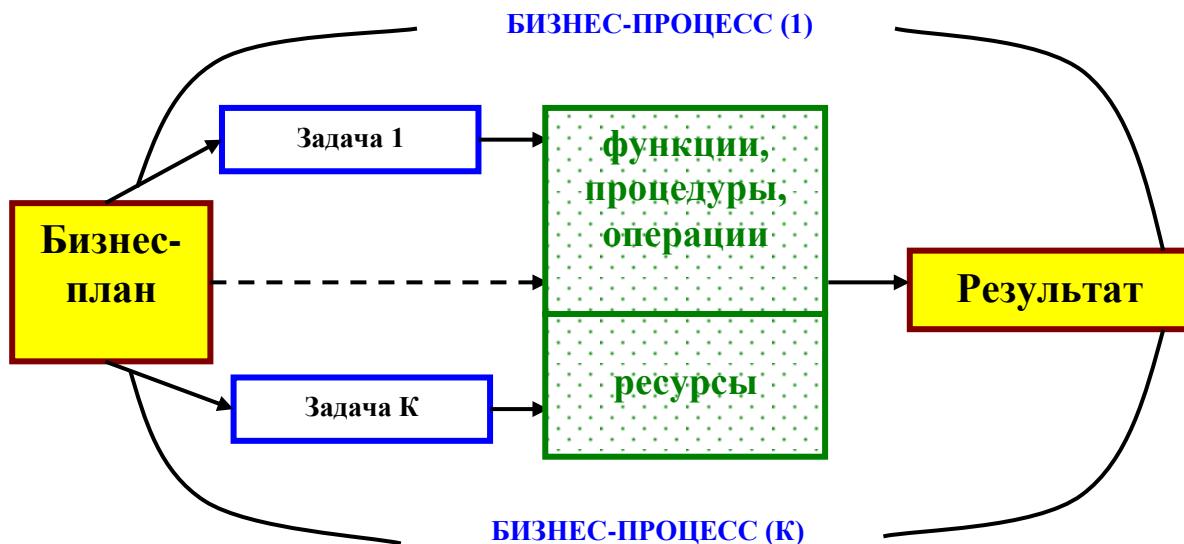 БИЗНЕС-ПРОЦЕСС (1)
Задача 1
функции,
процедуры,
операции
Бизнес-
план
Результат
ресурсы
Задача К
БИЗНЕС-ПРОЦЕСС (К)